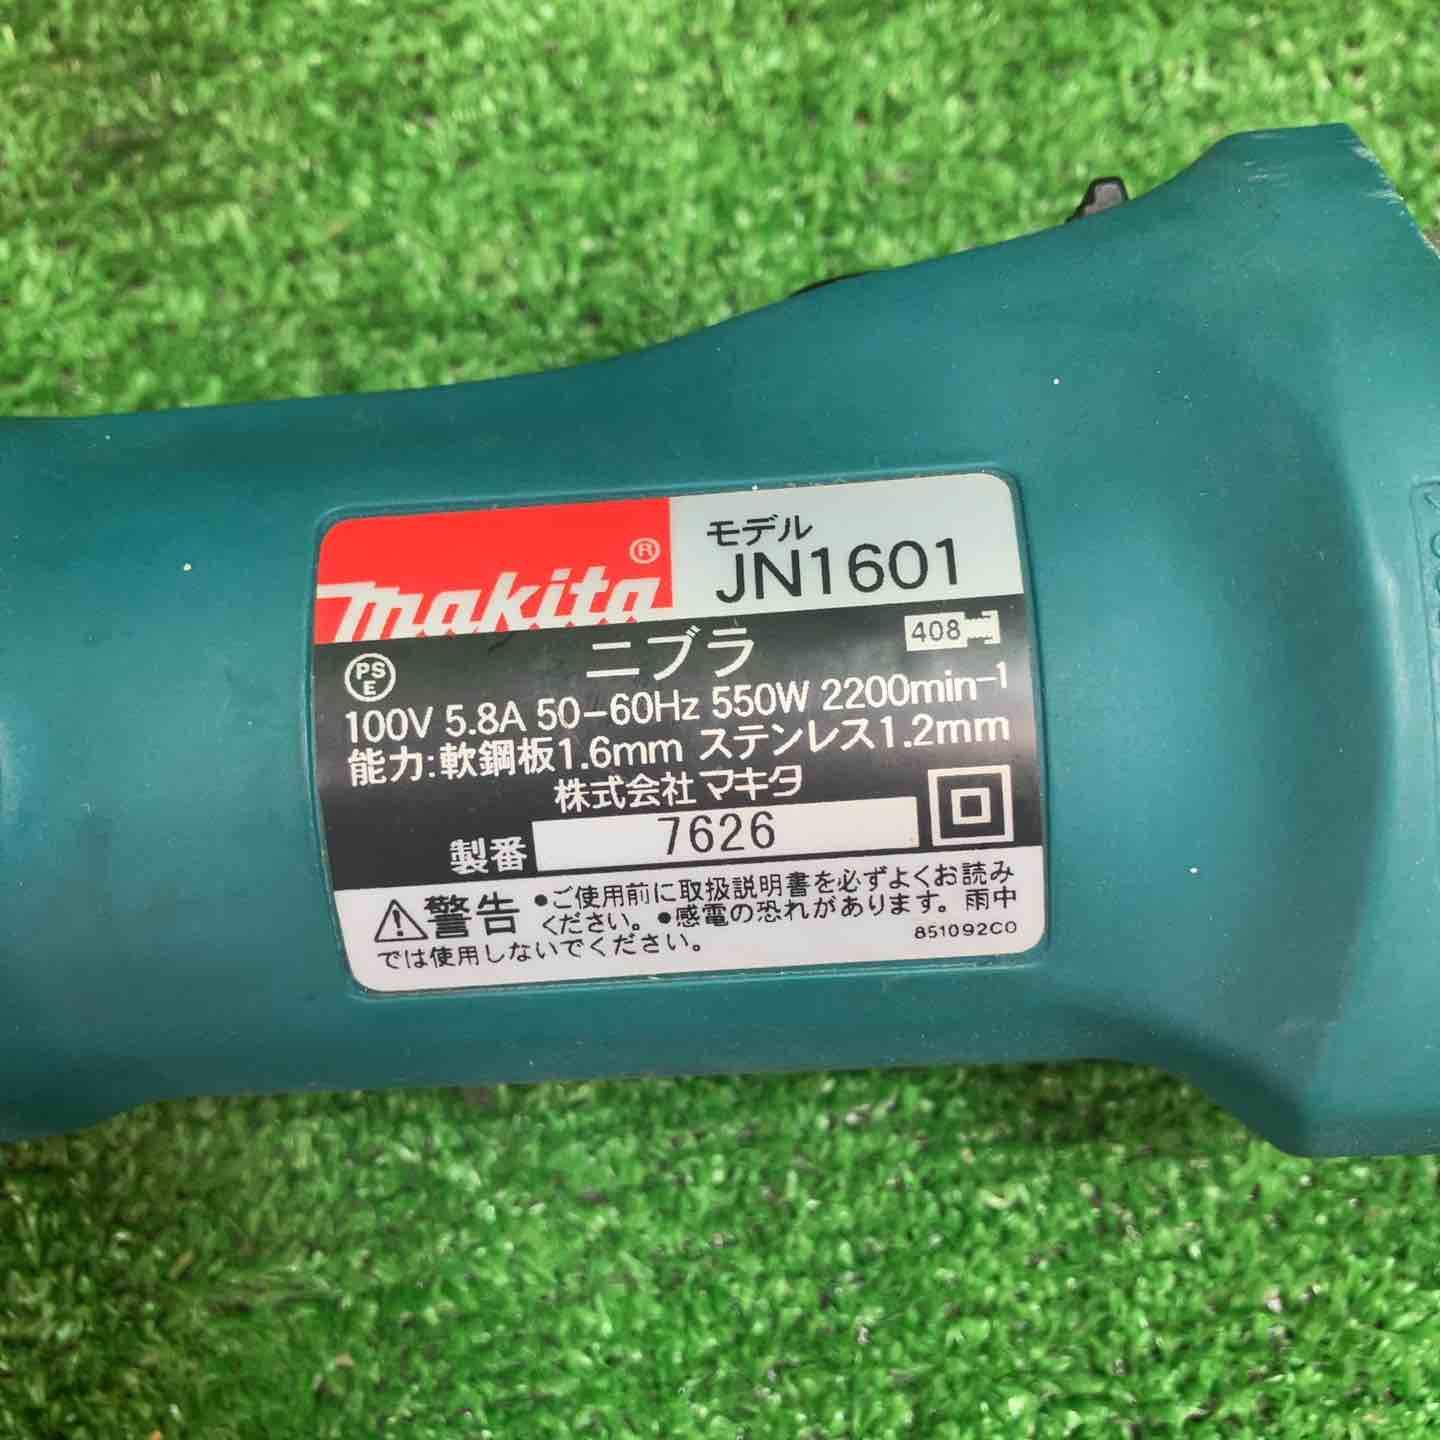 makita®
モデル
JN1601
ニブラ
408
PS
E
100V 5.8A 50-60Hz 550W 2200min⁻¹
能力:軟鋼板1.6mm ステンレス1.2mm
株式会社マキタ
製番 7626
警告 ●ご使用前に取扱説明書を必ずよくお読み
ください。●感電の恐れがあります。雨中
では使用しないでください。
851092C0